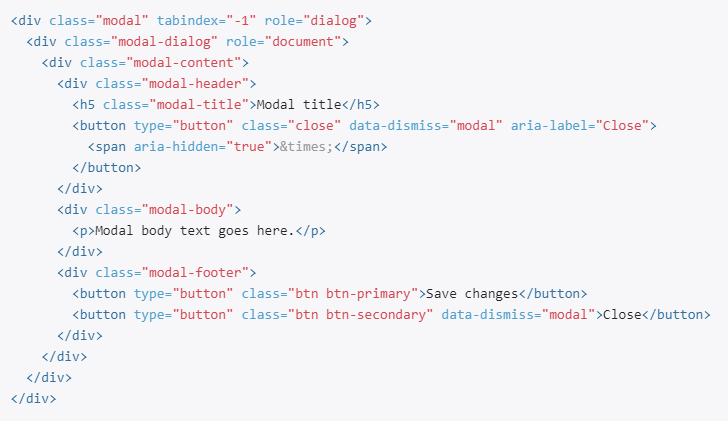 <div class="modal" tabindex="-1" role="dialog">
  <div class="modal-dialog" role="document">
    <div class="modal-content">
      <div class="modal-header">
        <h5 class="modal-title">Modal title</h5>
        <button type="button" class="close" data-dismiss="modal" aria-label="Close">
          <span aria-hidden="true">&times;</span>
        </button>
      </div>
      <div class="modal-body">
        <p>Modal body text goes here.</p>
      </div>
      <div class="modal-footer">
        <button type="button" class="btn btn-primary">Save changes</button>
        <button type="button" class="btn btn-secondary" data-dismiss="modal">Close</button>
      </div>
    </div>
  </div>
</div>